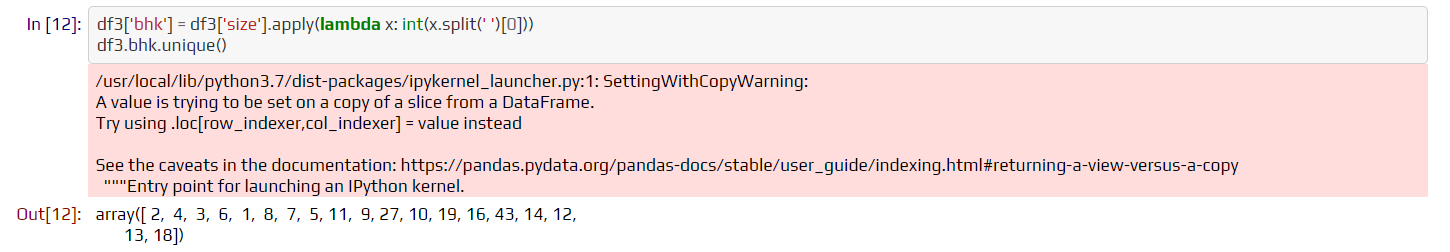 In [12]: df3['bhk'] = df3['size'].apply(lambda x: int(x.split(' ')[0]))
df3.bhk.unique()
/usr/local/lib/python3.7/dist-packages/ipykernel_launcher.py:1: SettingWithCopyWarning:
A value is trying to be set on a copy of a slice from a DataFrame.
Try using .loc[row_indexer,col_indexer] = value instead
See the caveats in the documentation: https://pandas.pydata.org/pandas-docs/stable/user_guide/indexing.html#returning-a-view-versus-a-copy
"""Entry point for launching an IPython kernel.
Out[12]: array([ 2, 4, 3, 6, 1, 8, 7, 5, 11, 9, 27, 10, 19, 16, 43, 14, 12,
13, 18])